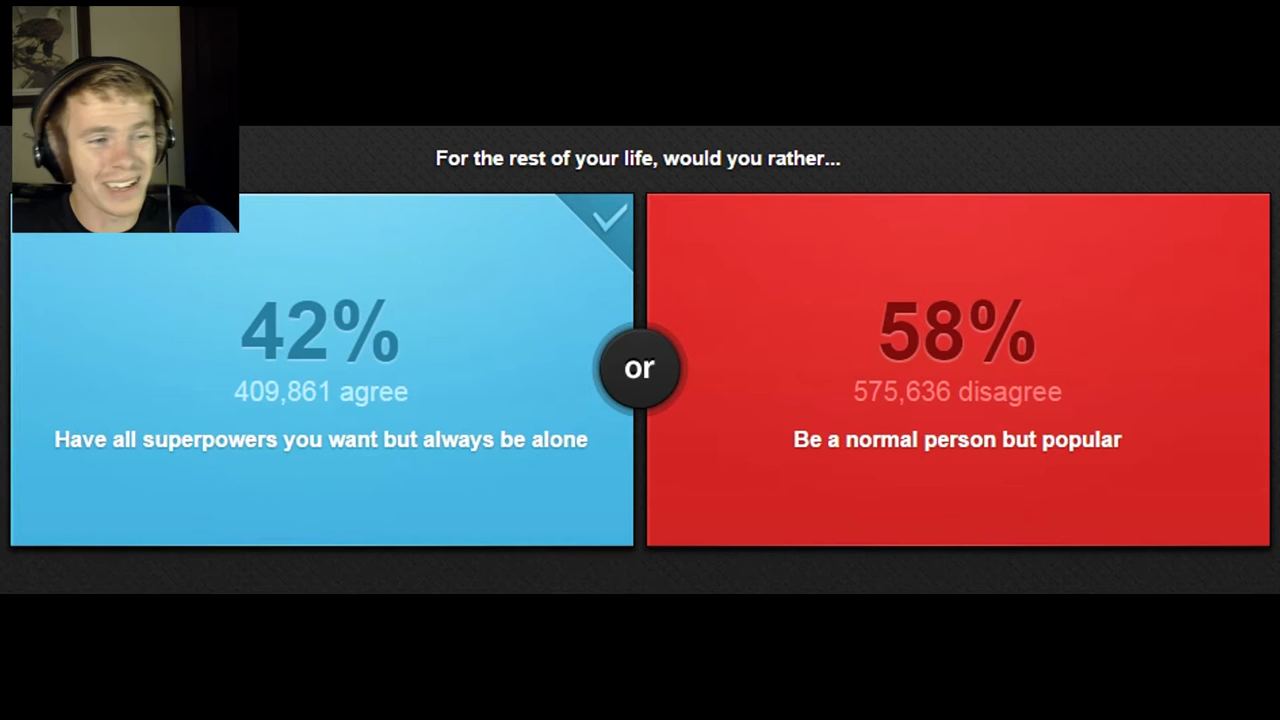 For the rest of your life, would you rather...
42%
409,861 agree
Have all superpowers you want but always be alone
or
58%
575,636 disagree
Be a normal person but popular